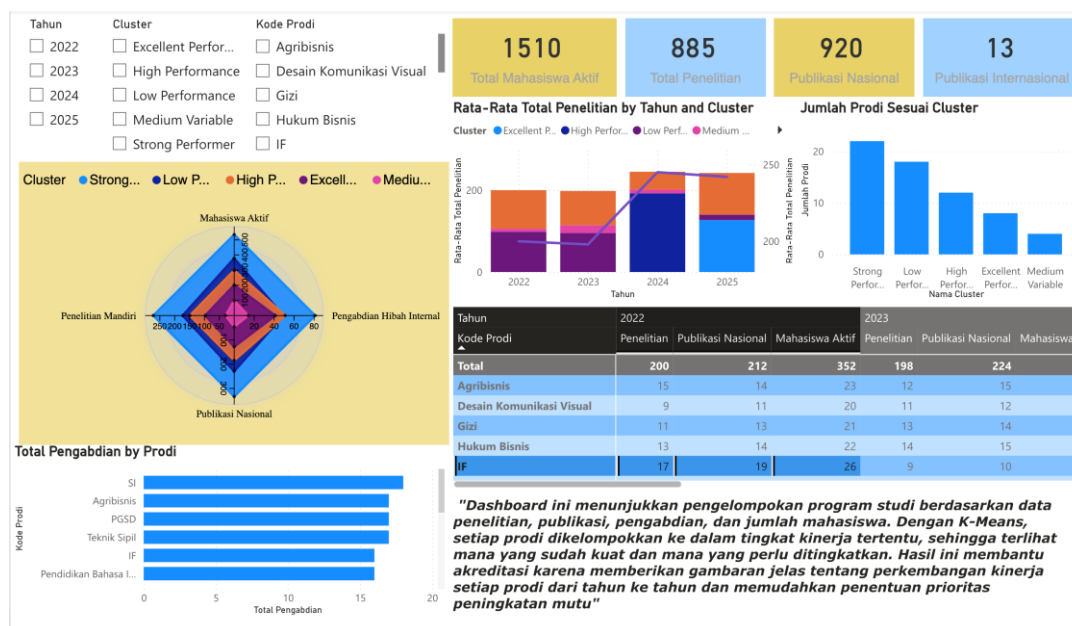 Tahun
2022
2023
2024
2025
Cluster
Excellent Perfor...
High Performance
Low Performance
Medium Variable
Strong Performer
Kode Prodi
Agribisnis
Desain Komunikasi Visual
Gizi
Hukum Bisnis
IF
1510
Total Mahasiswa Aktif
885
Total Penelitian
920
Publikasi Nasional
13
Publikasi Internasional
Cluster Strong... Low P... High P... Excell... Mediu...
Mahasiswa Aktif
Penelitian Mandiri
Pengabdian Hibah Internal
Publikasi Nasional
250 200 150 50
20 40 60 80
Rata-Rata Total Penelitian by Tahun and Cluster
Cluster Excellent P... High Perfo... Low Perf... Medium ...
Rata-Rata Total Penelitian
200
0
250
200
Rata-Rata Total Penelitian
2022 2023 2024 2025
Tahun
Jumlah Prodi Sesuai Cluster
Jumlah Prodi
20
10
0
Strong Perfor...
Low Perfor...
High Perfor...
Excellent Perfor...
Medium Variable
Nama Cluster
Tahun 2022 2023
Kode Prodi Penelitian Publikasi Nasional Mahasiswa Aktif Penelitian Publikasi Nasional Mahasiswa
Total 200 212 352 198 224
Agribisnis 15 14 23 12 15
Desain Komunikasi Visual 9 11 20 11 12
Gizi 11 13 21 13 14
Hukum Bisnis 13 14 22 14 15
IF 17 19 26 9 10
Total Pengabdian by Prodi
Kode Prodi
SI
Agribisnis
PGSD
Teknik Sipil
IF
Pendidikan Bahasa I...
0 5 10 15 20
Total Pengabdian
"Dashboard ini menunjukkan pengelompokan program studi berdasarkan data
penelitian, publikasi, pengabdian, dan jumlah mahasiswa. Dengan K-Means,
setiap prodi dikelompokkan ke dalam tingkat kinerja tertentu, sehingga terlihat
mana yang sudah kuat dan mana yang perlu ditingkatkan. Hasil ini membantu
akreditasi karena memberikan gambaran jelas tentang perkembangan kinerja
setiap prodi dari tahun ke tahun dan memudahkan penentuan prioritas
peningkatan mutu"